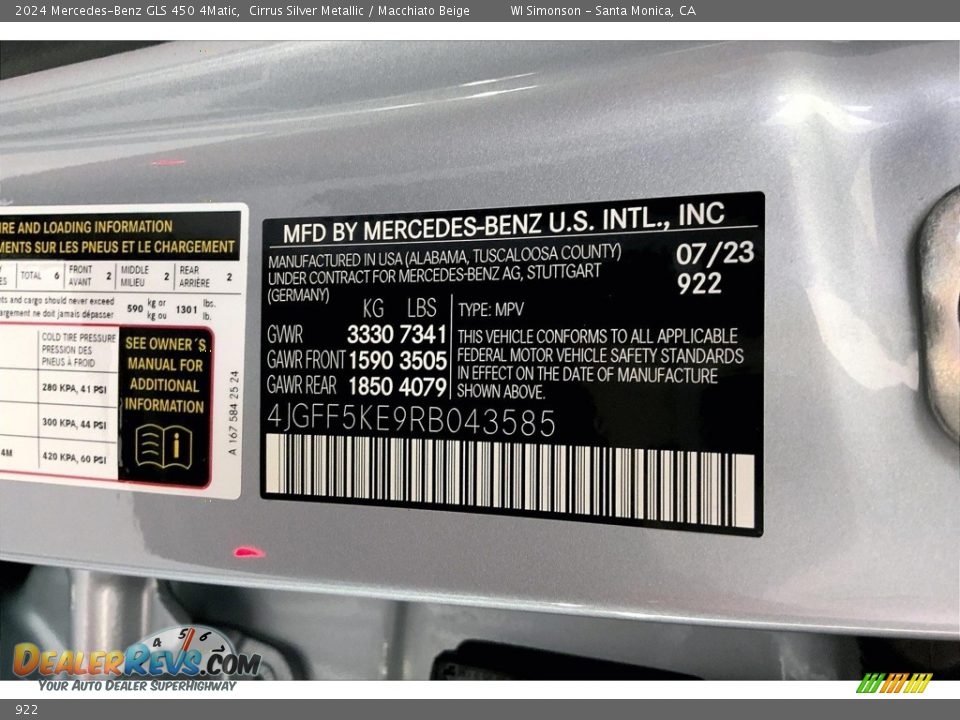 2024 Mercedes-Benz GLS 450 4Matic, Cirrus Silver Metallic / Macchiato Beige WI Simonson - Santa Monica, CA
IRE AND LOADING INFORMATION
MENTS SUR LES PNEUS ET LE CHARGEMENT
TOTAL 6 FRONT AVANT 2 MIDDLE MILIEU 2 REAR ARRIÈRE 2
nts and cargo should never exceed
argement ne doit jamais dépasser
590 kg or kg ou 1301 lbs. lb.
COLD TIRE PRESSURE
PRESSION DES
PNEUS A FROID
280 KPA, 41 PSI
300 KPA, 44 PSI
4M 420 KPA, 60 PSI
SEE OWNER´S
MANUAL FOR
ADDITIONAL
INFORMATION
A 167 584 25 24
MFD BY MERCEDES-BENZ U.S. INTL., INC
MANUFACTURED IN USA (ALABAMA, TUSCALOOSA COUNTY)
UNDER CONTRACT FOR MERCEDES-BENZ AG, STUTTGART
(GERMANY)
07/23
922
KG LBS
GVWR 3330 7341
GAWR FRONT 1590 3505
GAWR REAR 1850 4079
TYPE: MPV
THIS VEHICLE CONFORMS TO ALL APPLICABLE
FEDERAL MOTOR VEHICLE SAFETY STANDARDS
IN EFFECT ON THE DATE OF MANUFACTURE
SHOWN ABOVE.
4JGFF5KE9RB043585
4 5 6
DEALERREVS.COM
YOUR AUTO DEALER SUPERHIGHWAY
922